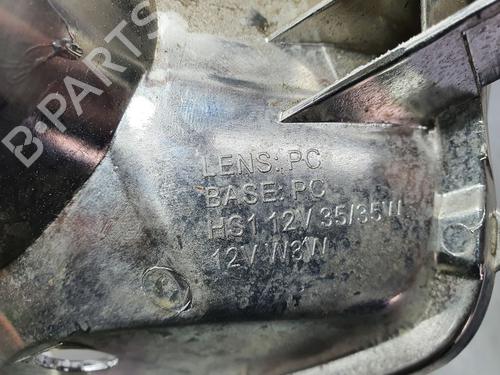 B-PARTS
LENS: PC
BASE: PC
HS1 12V 35/35W
12V W3W